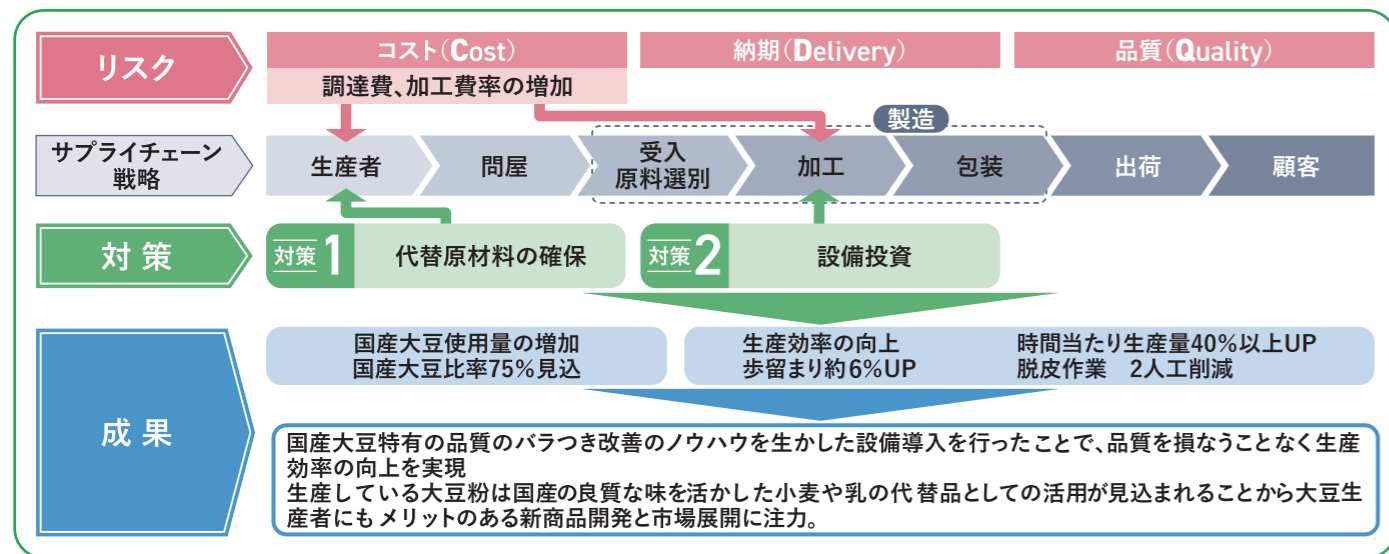 リスク
コスト(Cost)
納期(Delivery)
品質(Quality)
調達費、加工費率の増加
製造
サプライチェーン
戦略
生産者
問屋
受入
原料選別
加工
包装
出荷
顧客
対策
対策1
代替原材料の確保
対策2
設備投資
成果
国産大豆使用量の増加
国産大豆比率75%見込
生産効率の向上
歩留まり約6%UP
時間当たり生産量40%以上UP
脱皮作業 2人工削減
国産大豆特有の品質のバラつき改善のノウハウを生かした設備導入を行ったことで、品質を損なうことなく生産
効率の向上を実現
生産している大豆粉は国産の良質な味を活かした小麦や乳の代替品としての活用が見込まれることから大豆生
産者にもメリットのある新商品開発と市場展開に注力。